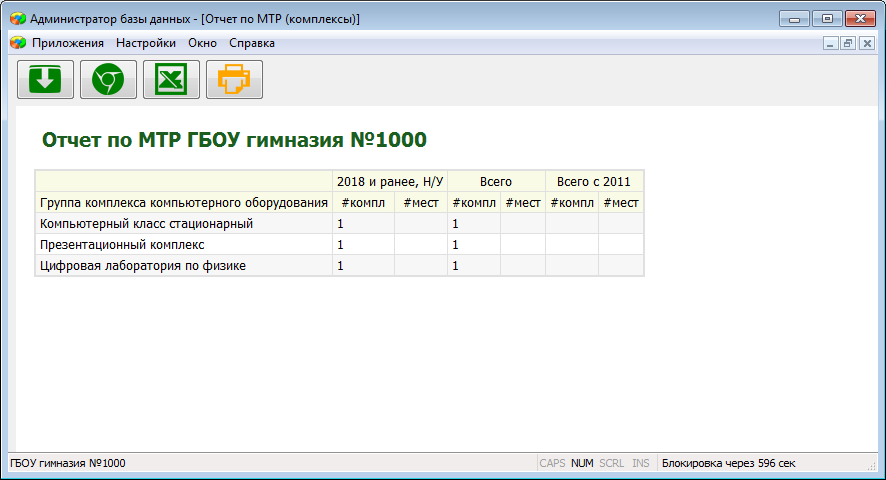 Администратор базы данных - [Отчет по МТР (комплексы)]
Приложения Настройки Окно Справка
Отчет по МТР ГБОУ гимназия №1000
2018 и ранее, Н/У Всего Всего с 2011
Группа комплекса компьютерного оборудования #компл #мест #компл #мест #компл #мест
Компьютерный класс стационарный 1 1
Презентационный комплекс 1 1
Цифровая лаборатория по физике 1 1
ГБОУ гимназия №1000 CAPS NUM SCRL INS Блокировка через 596 сек